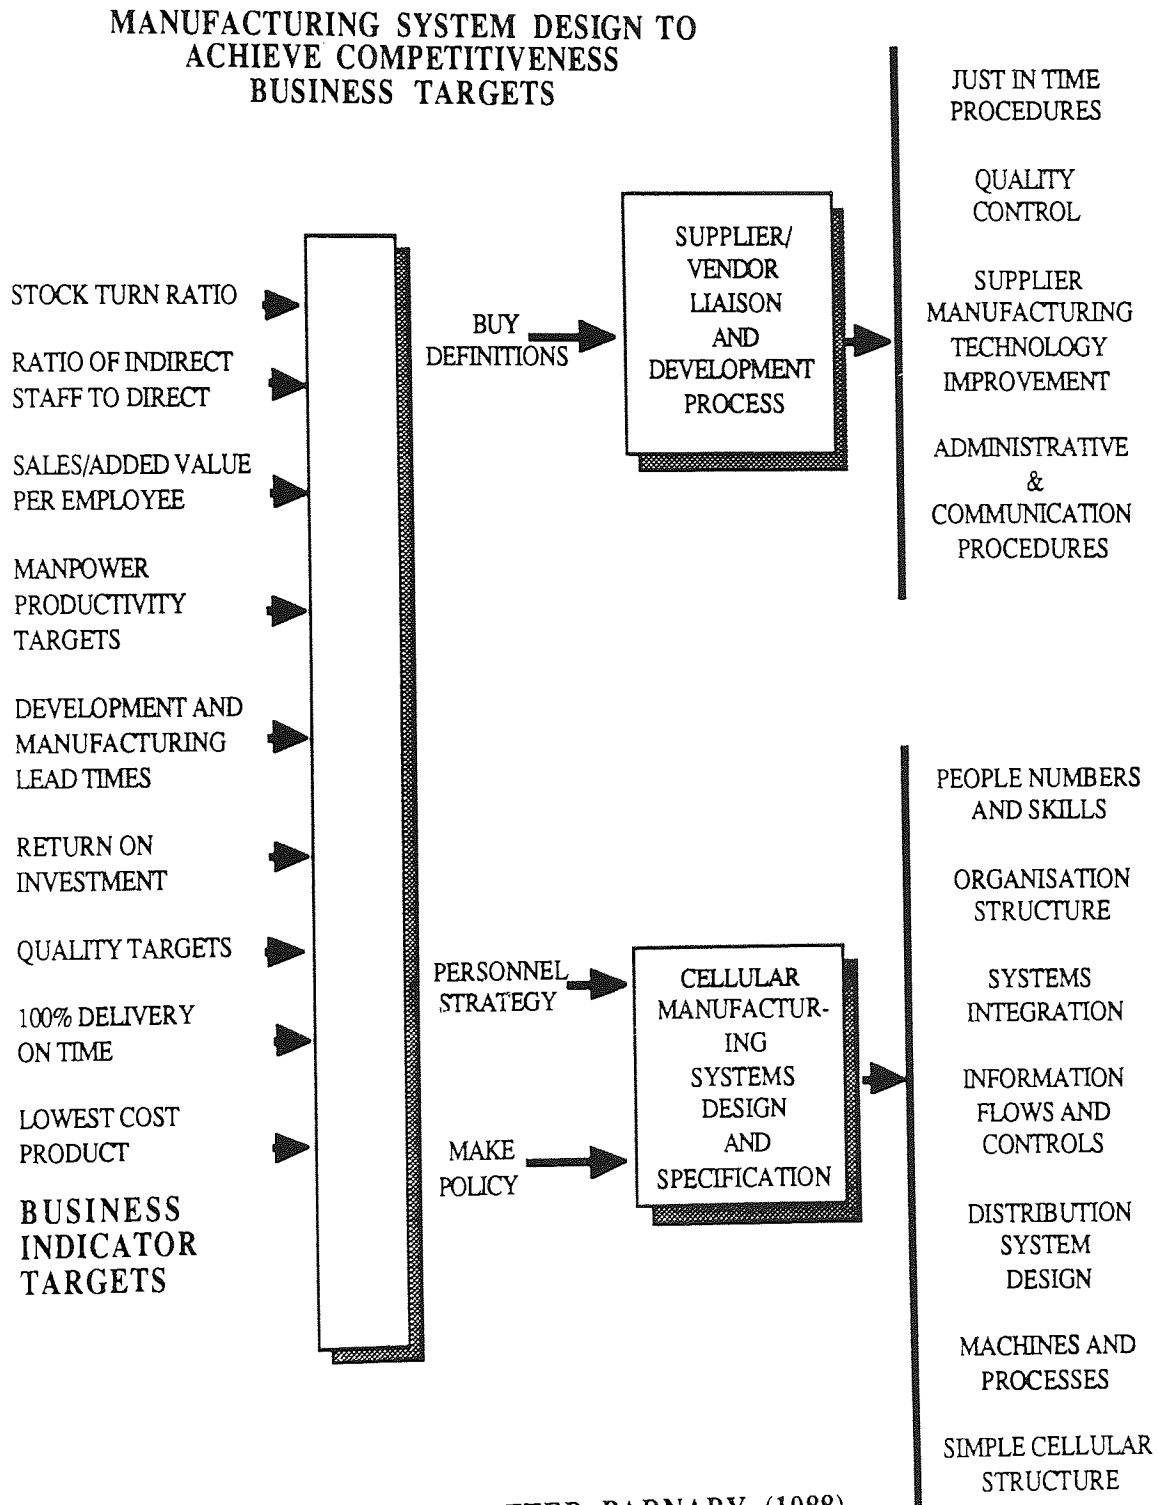 MANUFACTURING SYSTEM DESIGN TO
ACHIEVE COMPETITIVENESS
BUSINESS TARGETS
STOCK TURN RATIO
RATIO OF INDIRECT
STAFF TO DIRECT
SALES/ADDED VALUE
PER EMPLOYEE
MANPOWER
PRODUCTIVITY
TARGETS
DEVELOPMENT AND
MANUFACTURING
LEAD TIMES
RETURN ON
INVESTMENT
QUALITY TARGETS
100% DELIVERY
ON TIME
LOWEST COST
PRODUCT
BUSINESS
INDICATOR
TARGETS
BUY
DEFINITIONS
SUPPLIER/
VENDOR
LIAISON
AND
DEVELOPMENT
PROCESS
JUST IN TIME
PROCEDURES
QUALITY
CONTROL
SUPPLIER
MANUFACTURING
TECHNOLOGY
IMPROVEMENT
ADMINISTRATIVE
&
COMMUNICATION
PROCEDURES
PERSONNEL
STRATEGY
MAKE
POLICY
CELLULAR
MANUFACTUR-
ING
SYSTEMS
DESIGN
AND
SPECIFICATION
PEOPLE NUMBERS
AND SKILLS
ORGANISATION
STRUCTURE
SYSTEMS
INTEGRATION
INFORMATION
FLOWS AND
CONTROLS
DISTRIBUTION
SYSTEM
DESIGN
MACHINES AND
PROCESSES
SIMPLE CELLULAR
STRUCTURE
(1988)